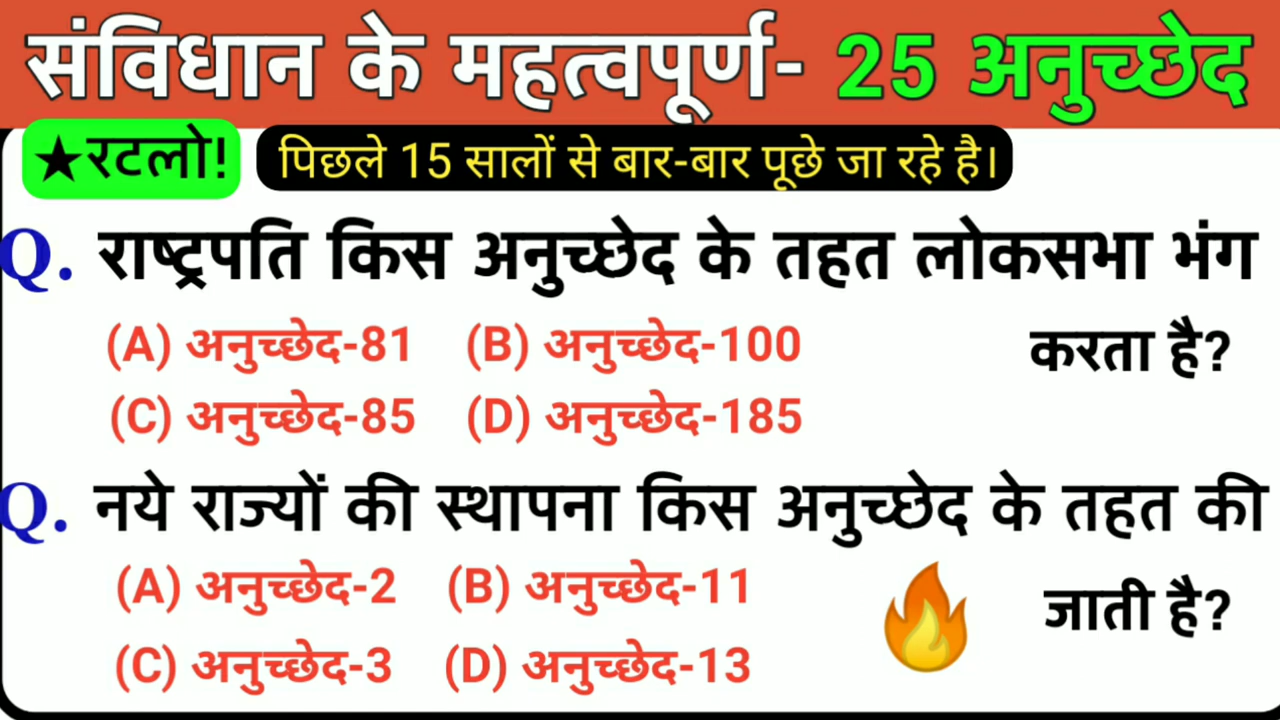 संविधान के महत्वपूर्ण- 25 अनुच्छेद
★रटलो! पिछले 15 सालों से बार-बार पूछे जा रहे है।
Q. राष्ट्रपति किस अनुच्छेद के तहत लोकसभा भंग
करता है?
(A) अनुच्छेद-81 (B) अनुच्छेद-100
(C) अनुच्छेद-85 (D) अनुच्छेद-185
Q. नये राज्यों की स्थापना किस अनुच्छेद के तहत की
जाती है?
(A) अनुच्छेद-2 (B) अनुच्छेद-11
(C) अनुच्छेद-3 (D) अनुच्छेद-13